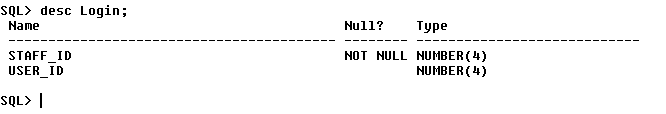 SQL> desc Login;
Name Null? Type
----------------------------------------- -------- ----------------------------
STAFF_ID NOT NULL NUMBER(4)
USER_ID NUMBER(4)
SQL>